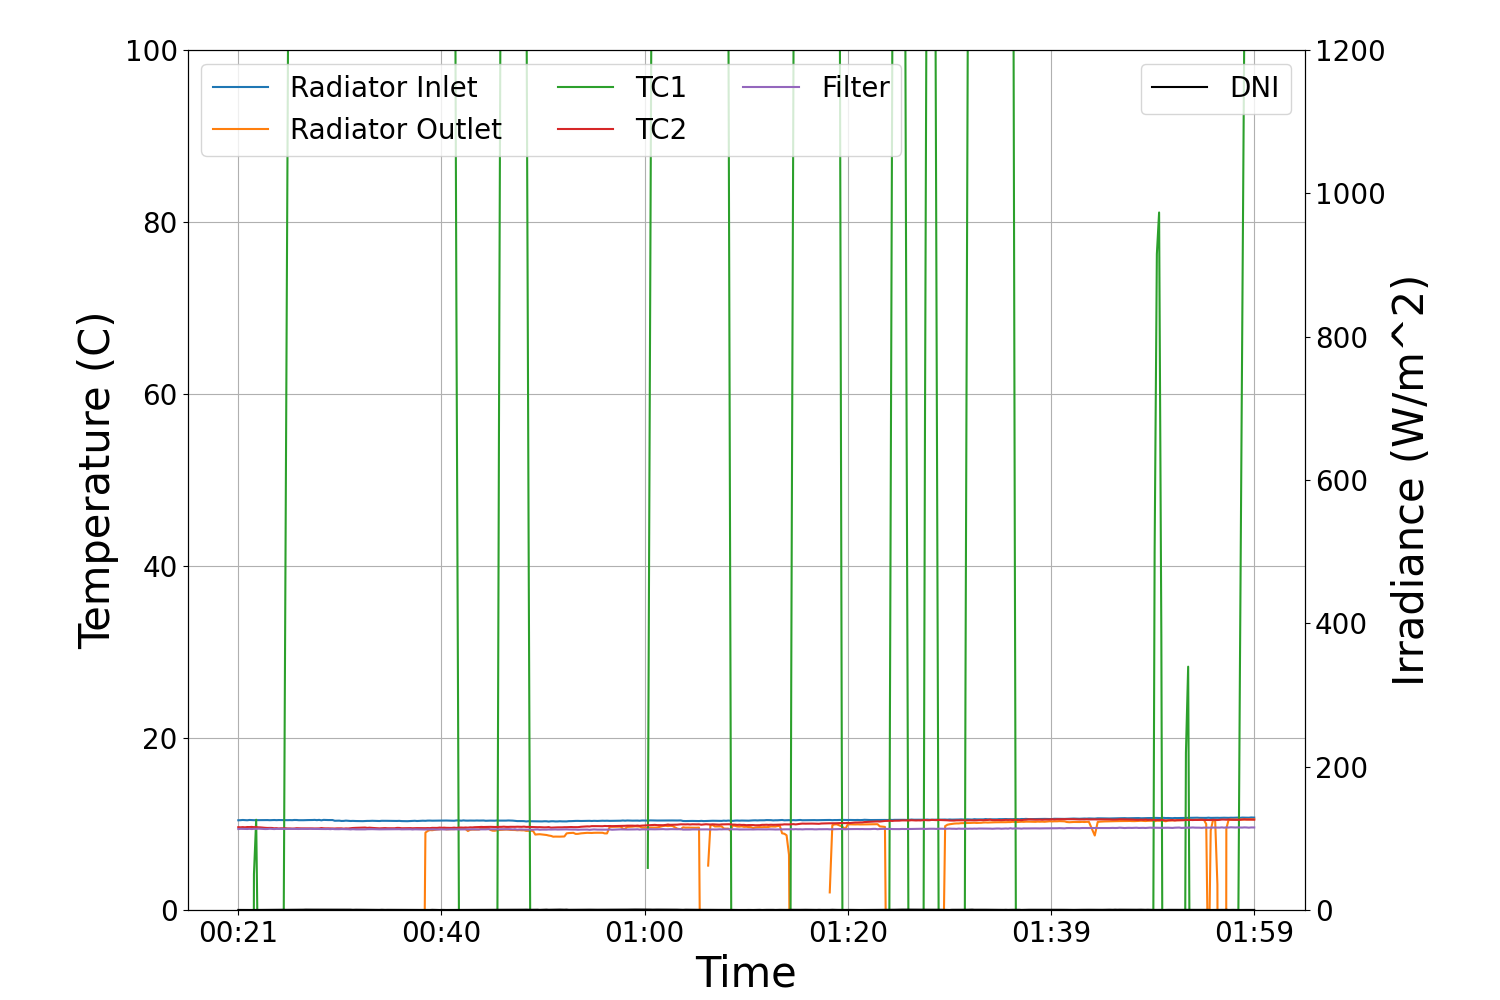 100
80
60
40
20
0
Temperature (C)
Radiator Inlet
Radiator Outlet
TC1
TC2
Filter
DNI
1200
1000
800
600
400
200
0
Irradiance (W/m^2)
00:21 00:40 01:00 01:20 01:39 01:59
Time